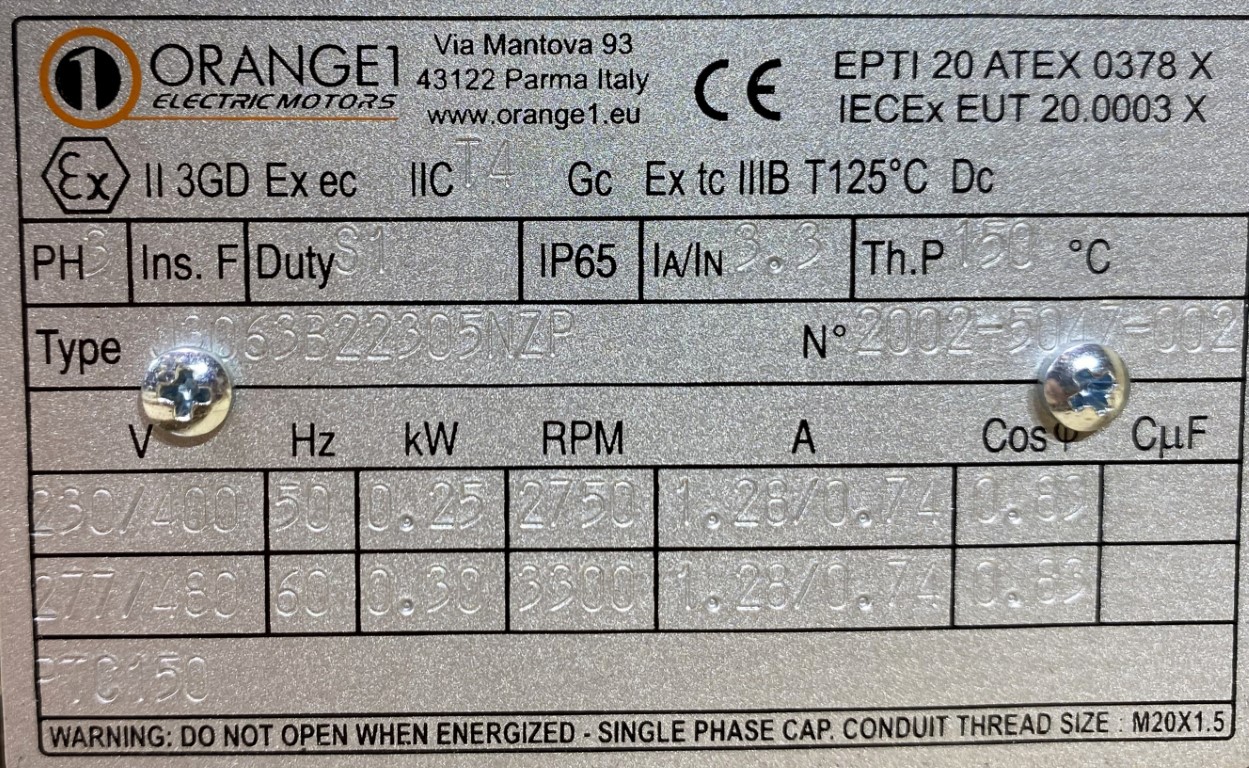 1 ORANGE1 ELECTRIC MOTORS
Via Mantova 93
43122 Parma Italy
www.orange1.eu
CE
EPTI 20 ATEX 0378 X
IECEx EUT 20.0003 X
Ex II 3GD Ex ec IIC T4 Gc Ex tc IIIB T125°C Dc
PH 3 Ins. F Duty S1 IP65 IA/IN 3.3 Th.P 150 °C
Type N°
V Hz kW RPM A Cosφ CµF
230/400 50 0.25 2750 1.28/0.74
277/480 60 0.30 3300 1.28/0.74
PTC150
WARNING: DO NOT OPEN WHEN ENERGIZED - SINGLE PHASE CAP. CONDUIT THREAD SIZE : M20X1.5